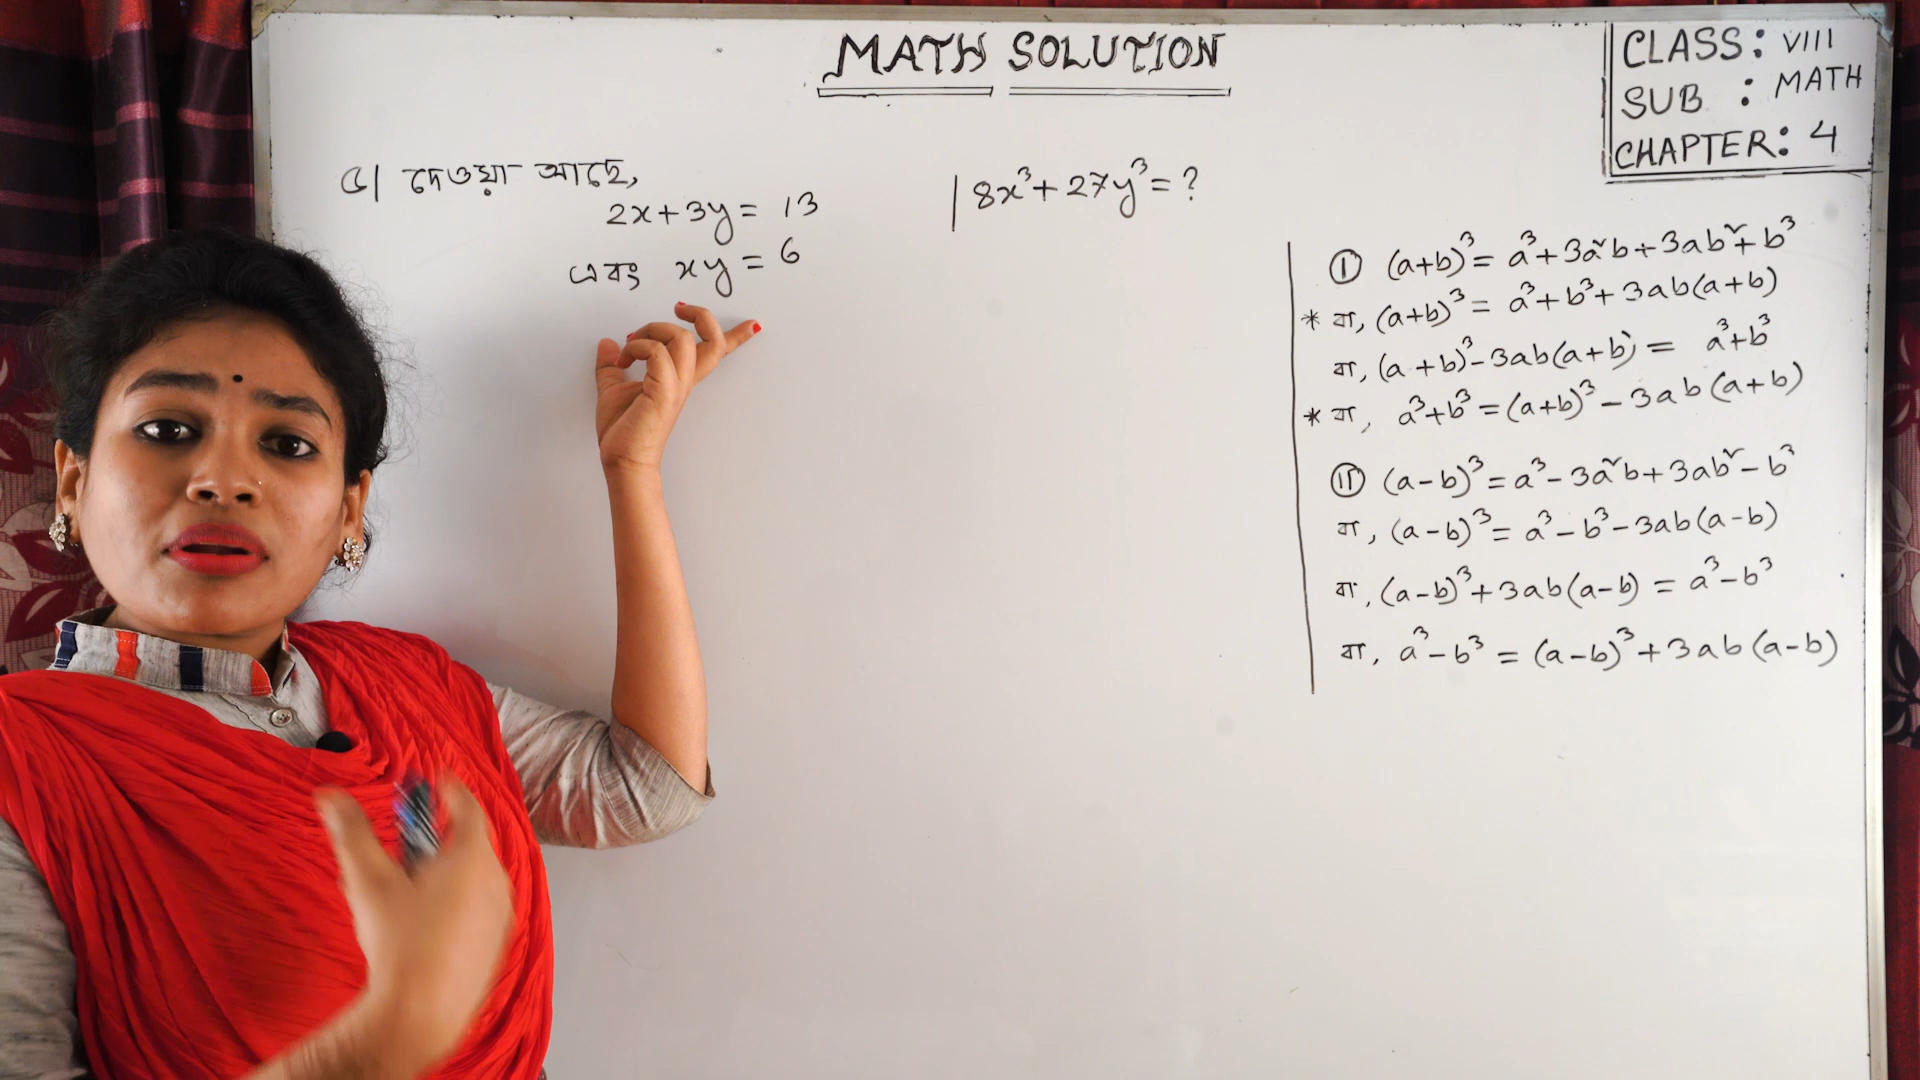 MATH SOLUTION
CLASS: VIII
SUB : MATH
CHAPTER: 4
৫। দেওয়া আছে,
2x+3y = 13
এবং xy = 6
8x³+27y³ = ?
① (a+b)³ = a³+3a²b+3ab²+b³
* বা, (a+b)³ = a³+b³+3ab(a+b)
বা, (a+b)³-3ab(a+b) = a³+b³
* বা, a³+b³ = (a+b)³-3ab(a+b)
② (a-b)³ = a³-3a²b+3ab²-b³
বা, (a-b)³ = a³-b³-3ab(a-b)
বা, (a-b)³+3ab(a-b) = a³-b³
বা, a³-b³ = (a-b)³+3ab(a-b)